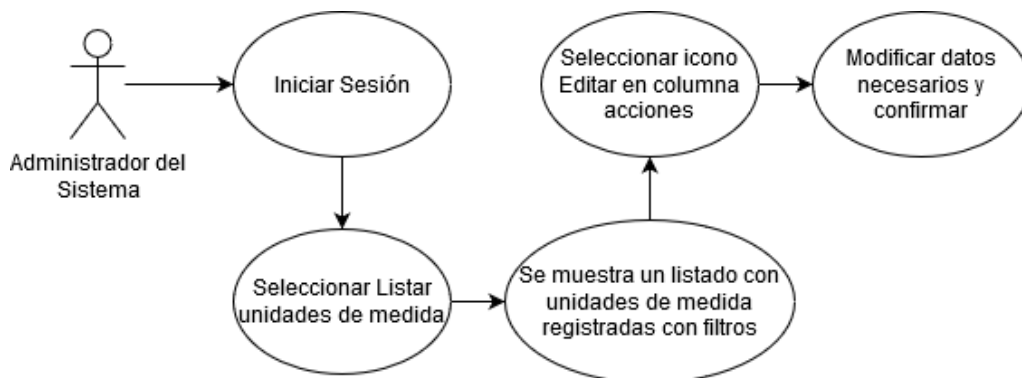 Administrador del
Sistema
Iniciar Sesión
Seleccionar Listar
unidades de medida
Se muestra un listado con
unidades de medida
registradas con filtros
Seleccionar icono
Editar en columna
acciones
Modificar datos
necesarios y
confirmar